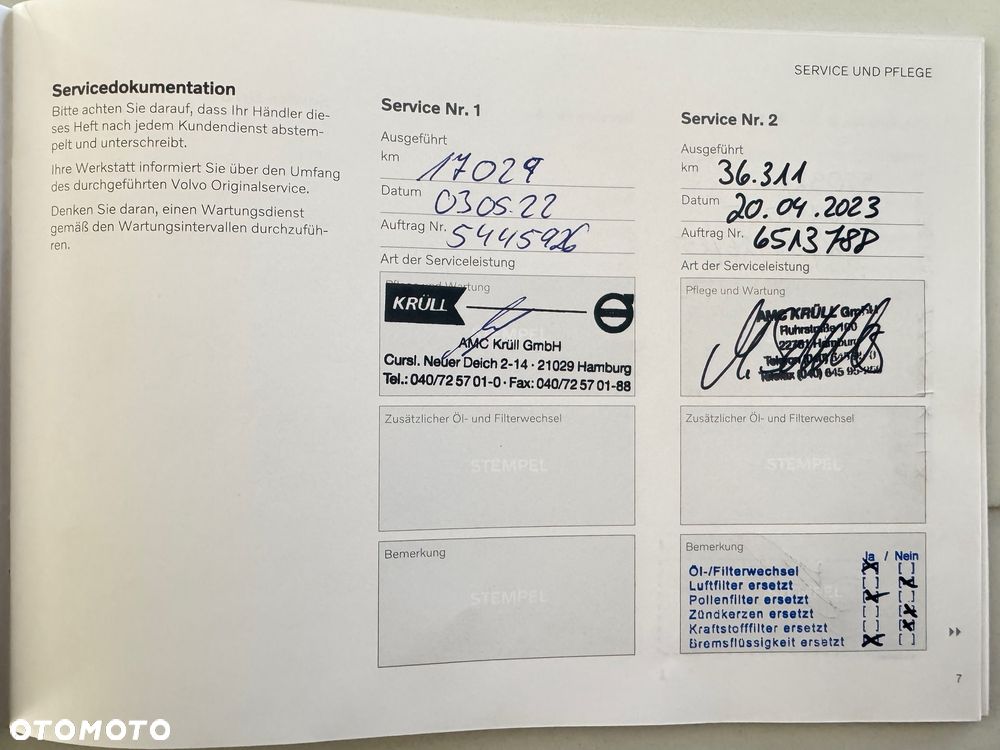 SERVICE UND PFLEGE
Servicedokumentation
Bitte achten Sie darauf, dass Ihr Händler die-
ses Heft nach jedem Kundendienst abstem-
pelt und unterschreibt.
Ihre Werkstatt informiert Sie über den Umfang
des durchgeführten Volvo Originalservice.
Denken Sie daran, einen Wartungsdienst
gemäß den Wartungsintervallen durchzufüh-
ren.
Service Nr. 1
Ausgeführt
km 17029
Datum 03 05.22
Auftrag Nr. 5445926
Art der Serviceleistung
Pflege und Wartung
KRÜLL
AMC Krüll GmbH
Cursl. Neuer Deich 2-14 · 21029 Hamburg
Tel.: 040/72 57 01-0 · Fax: 040/72 57 01-88
Zusätzlicher Öl- und Filterwechsel
STEMPEL
Bemerkung
STEMPEL
Service Nr. 2
Ausgeführt
km 36.311
Datum 20.04.2023
Auftrag Nr. 6513788
Art der Serviceleistung
Pflege und Wartung
AMC KRÜLL GmbH
Ruhrstraße
Hamburg
Telefax (040)
Zusätzlicher Öl- und Filterwechsel
STEMPEL
Bemerkung
Ja / Nein
Öl-/Filterwechsel [X] [ ]
Luftfilter ersetzt [ ] [X]
Pollenfilter ersetzt [X] [ ]
Zündkerzen ersetzt [ ] [X]
Kraftstofffilter ersetzt [ ] [X]
Bremsflüssigkeit ersetzt [X] [ ]
7
OTOMOTO